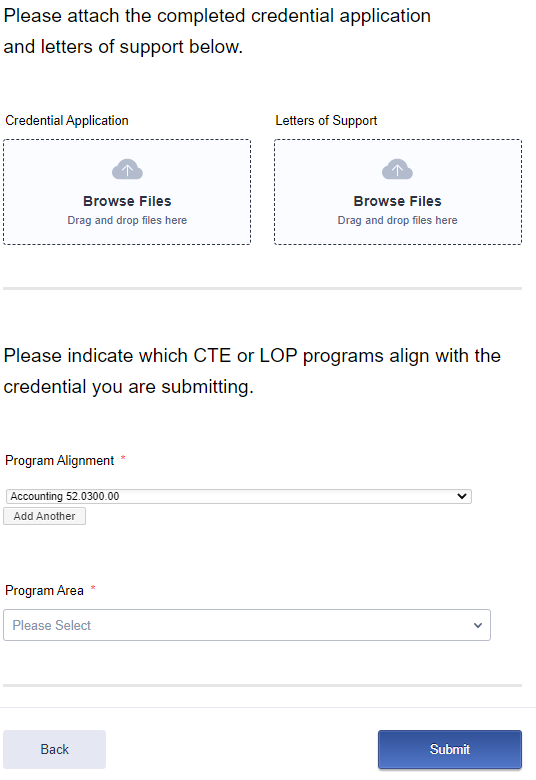 Please attach the completed credential application
and letters of support below.
Credential Application
Letters of Support
Browse Files
Drag and drop files here
Browse Files
Drag and drop files here
Please indicate which CTE or LOP programs align with the
credential you are submitting.
Program Alignment *
Accounting 52.0300.00
Add Another
Program Area *
Please Select
Back
Submit